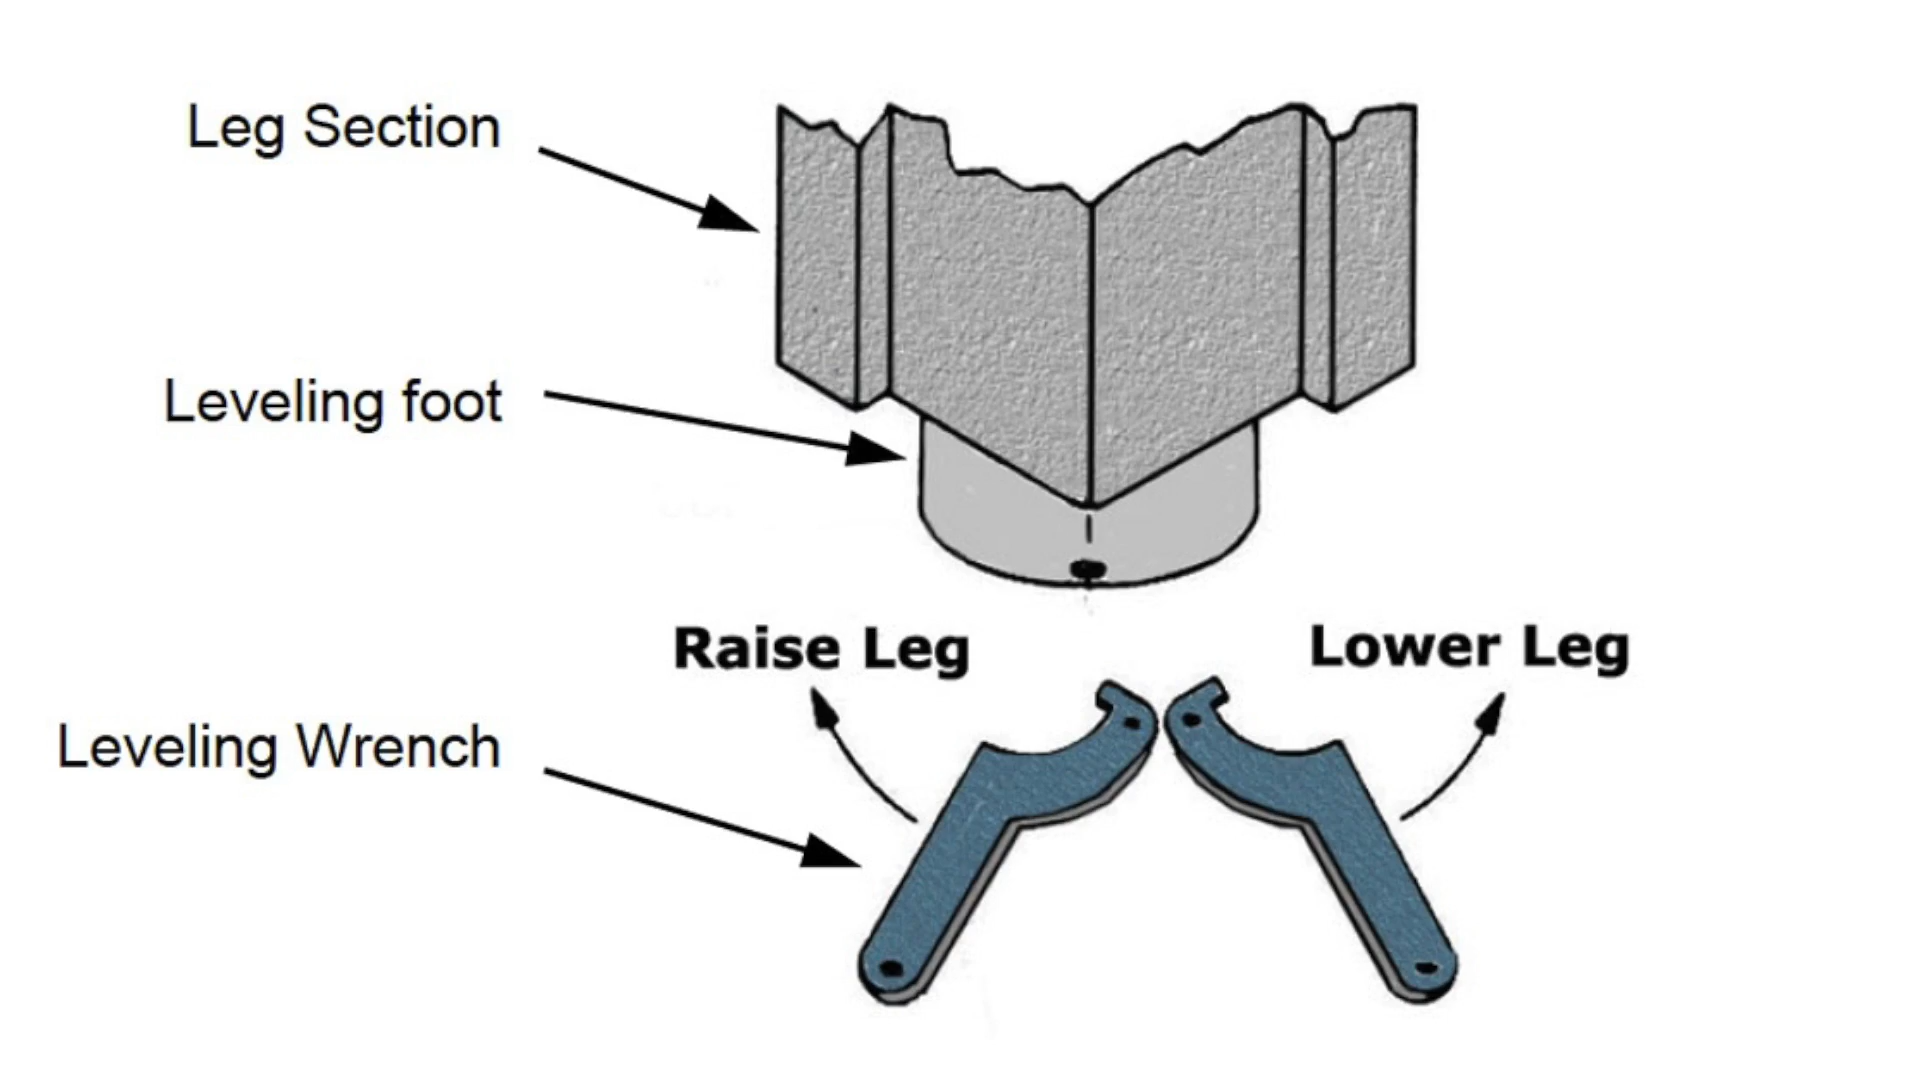 Leg Section
Leveling foot
Raise Leg
Lower Leg
Leveling Wrench